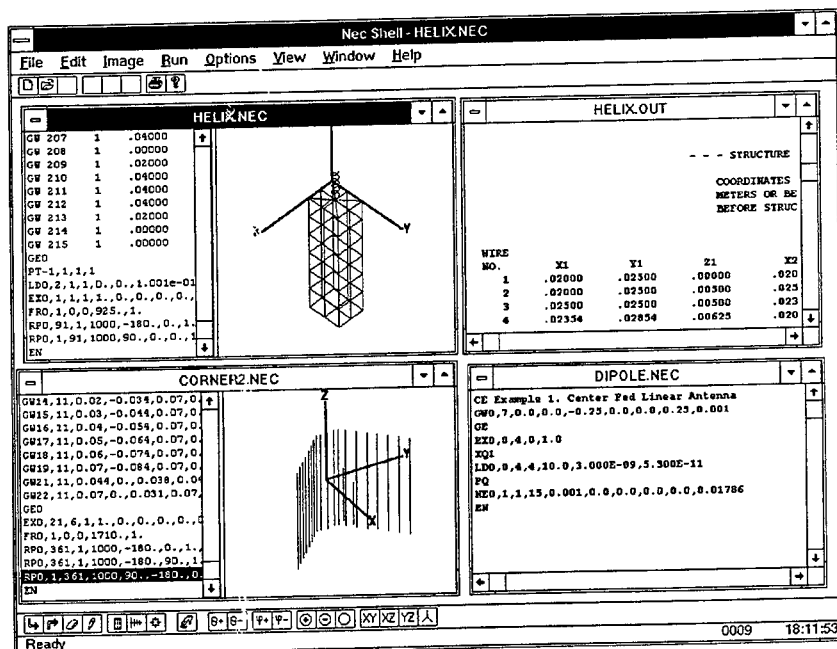 Nec Shell - HELIX.NEC
File Edit Image Run Options View Window Help
HELIX.NEC
GW 207 1 .04000
GW 208 1 .00000
GW 209 1 .02000
GW 210 1 .04000
GW 211 1 .04000
GW 212 1 .04000
GW 213 1 .02000
GW 214 1 .00000
GW 215 1 .00000
GE0
PT-1,1,1,1
LD0,2,1,1,0.,0.,1.001e-01
EX0,1,1,1,1.,0.,0.,0.,0.,
FR0,1,0,0,925.,1.
RP0,91,1,1000,-180.,0.,1.
RP0,1,91,1000,90.,0.,0.,1
EN
X
Y
HELIX.OUT
- - - STRUCTURE
COORDINATES
METERS OR BE
BEFORE STRUC
WIRE
NO. X1 Y1 Z1 X2
1 .02000 .02500 .00000 .020
2 .02000 .02500 .00500 .025
3 .02500 .02500 .00500 .023
4 .02354 .02854 .00625 .020
CORNER2.NEC
GW14,11,0.02,-0.034,0.07,0.
GW15,11,0.03,-0.044,0.07,0.
GW16,11,0.04,-0.054,0.07,0.
GW17,11,0.05,-0.064,0.07,0.
GW18,11,0.06,-0.074,0.07,0.
GW19,11,0.07,-0.084,0.07,0.
GW21,11,0.044,0.,0.038,0.04
GW22,11,0.07,0.,0.031,0.07,
GE0
EX0,21,6,1,1.,0.,0.,0.,0.,0
FR0,1,0,0,1710.,1.
RP0,361,1,1000,-180.,0.,1.,
RP0,361,1,1000,-180.,90.,1.
RP0,1,361,1000,90.,-180.,0.
EN
Z
Y
X
DIPOLE.NEC
CE Example 1. Center Fed Linear Antenna
GW0,7,0.0,0.0,-0.25,0.0,0.0,0.25,0.001
GE
EX0,0,4,0,1.0
XQ1
LD0,0,4,4,10.0,3.000E-09,5.300E-11
PQ
NE0,1,1,15,0.001,0.0,0.0,0.0,0.0,0.01786
EN
θ+ θ- φ+ φ- XY XZ YZ
Ready 0009 18:11:53